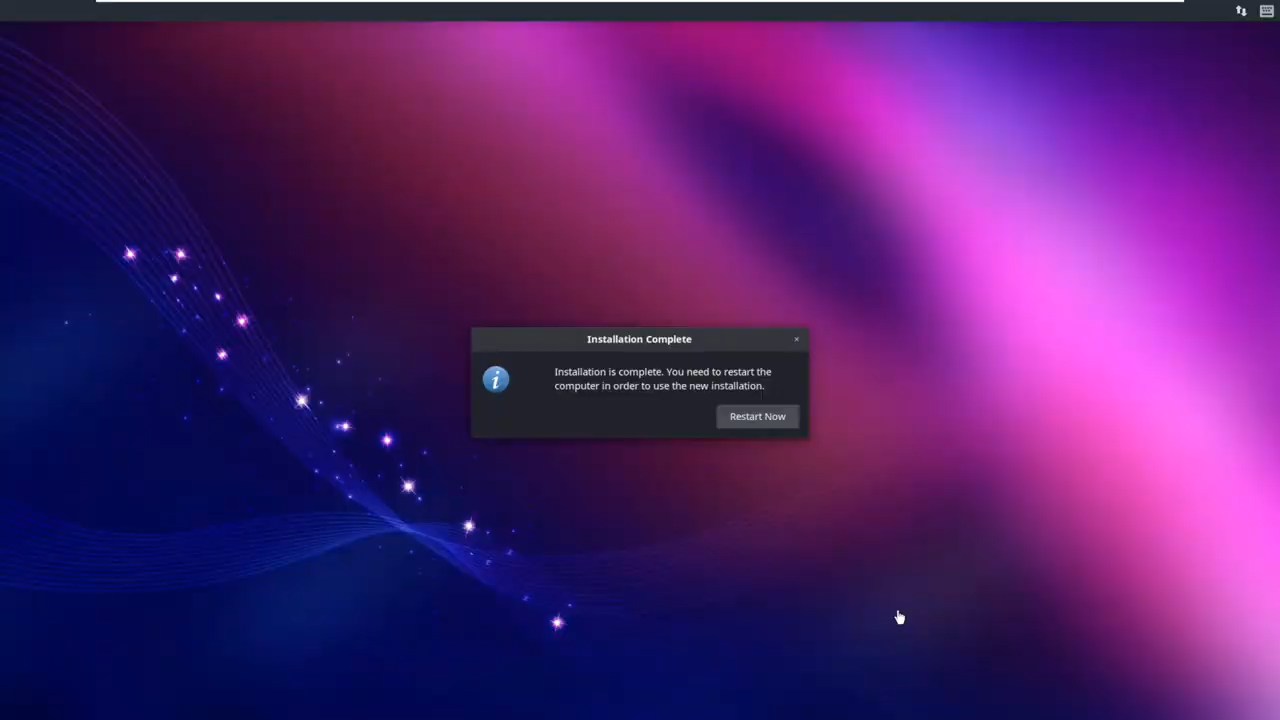 Installation Complete
Installation is complete. You need to restart the
computer in order to use the new installation.
Restart Now